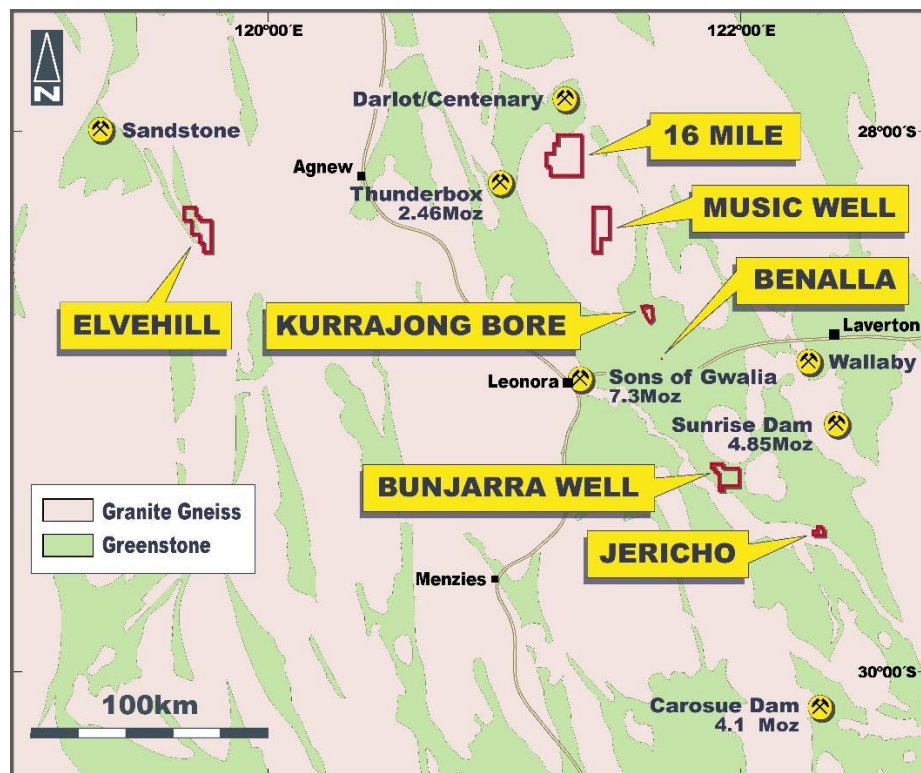 120°00'E
122°00'E
N
Darlot/Centenary
28°00'S
Sandstone
16 MILE
Agnew
Thunderbox
2.46Moz
MUSIC WELL
BENALLA
ELVEHILL
KURRAJONG BORE
Laverton
Wallaby
Leonora
Sons of Gwalia
7.3Moz
Sunrise Dam
4.85Moz
BUNJARRA WELL
Granite Gneiss
Greenstone
JERICHO
Menzies
30°00'S
100km
Carosue Dam
4.1 Moz